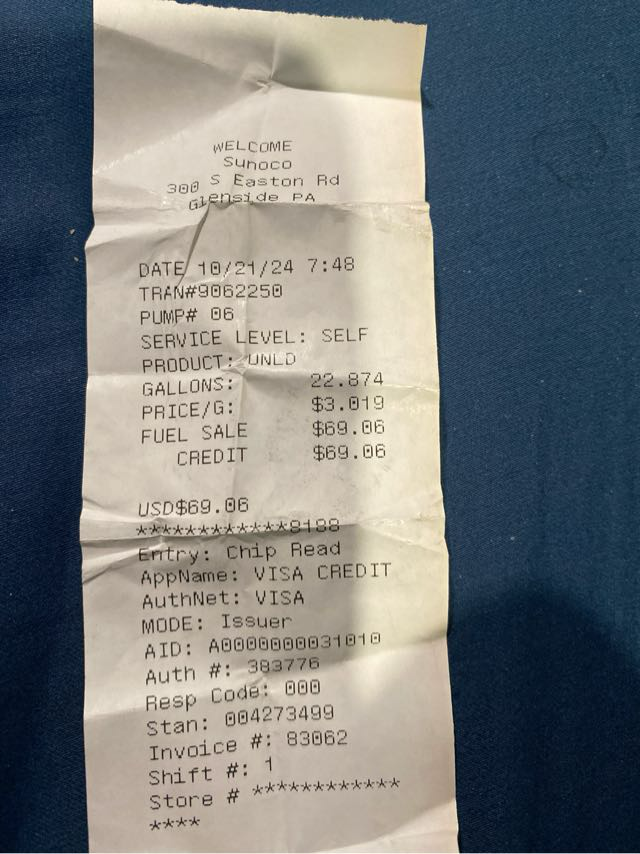 WELCOME
Sunoco
300 S Easton Rd
Glenside PA
DATE 10/21/24 7:48
TRAN#9062250
PUMP# 06
SERVICE LEVEL: SELF
PRODUCT: UNLD
GALLONS: 22.874
PRICE/G: $3.019
FUEL SALE $69.06
CREDIT $69.06
USD$69.06
************8188
Entry: Chip Read
AppName: VISA CREDIT
AuthNet: VISA
MODE: Issuer
AID: A0000000031010
Auth #: 383776
Resp Code: 000
Stan: 004273499
Invoice #: 83062
Shift #: 1
Store # ************
****